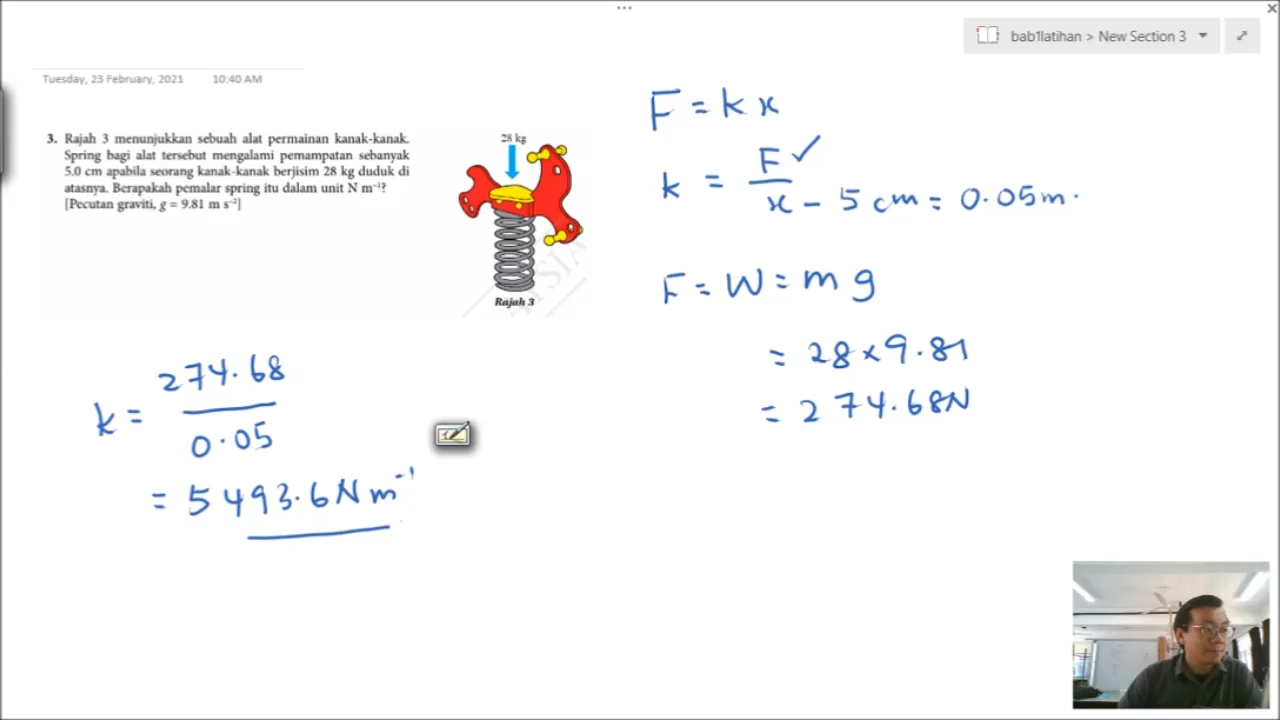 bab1latihan > New Section 3
Tuesday, 23 February, 2021 10:40 AM
3. Rajah 3 menunjukkan sebuah alat permainan kanak-kanak.
Spring bagi alat tersebut mengalami pemampatan sebanyak
5.0 cm apabila seorang kanak-kanak berjisim 28 kg duduk di
atasnya. Berapakah pemalar spring itu dalam unit N m⁻¹?
[Pecutan graviti, g = 9.81 m s⁻²]
28 kg
Rajah 3
F = kx
k = F/x - 5 cm = 0.05m.
F = W = mg
= 28 × 9.81
= 274.68N
k = 274.68/0.05
= 5493.6 N m⁻¹